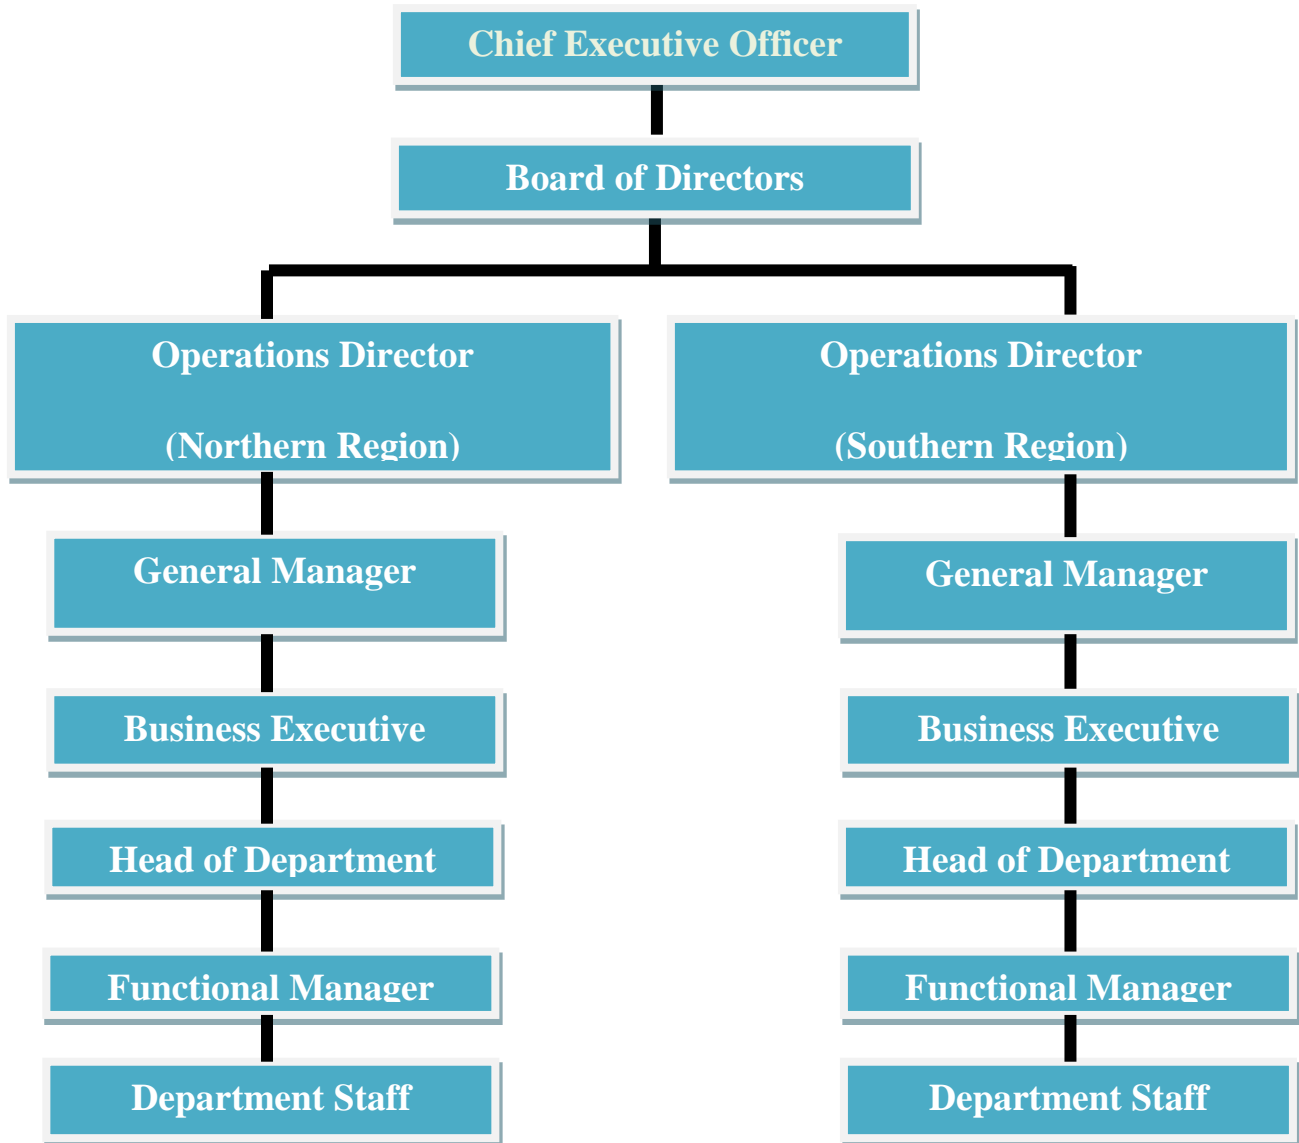 Chief Executive Officer
Board of Directors
Operations Director
(Northern Region)
Operations Director
(Southern Region)
General Manager
General Manager
Business Executive
Business Executive
Head of Department
Head of Department
Functional Manager
Functional Manager
Department Staff
Department Staff